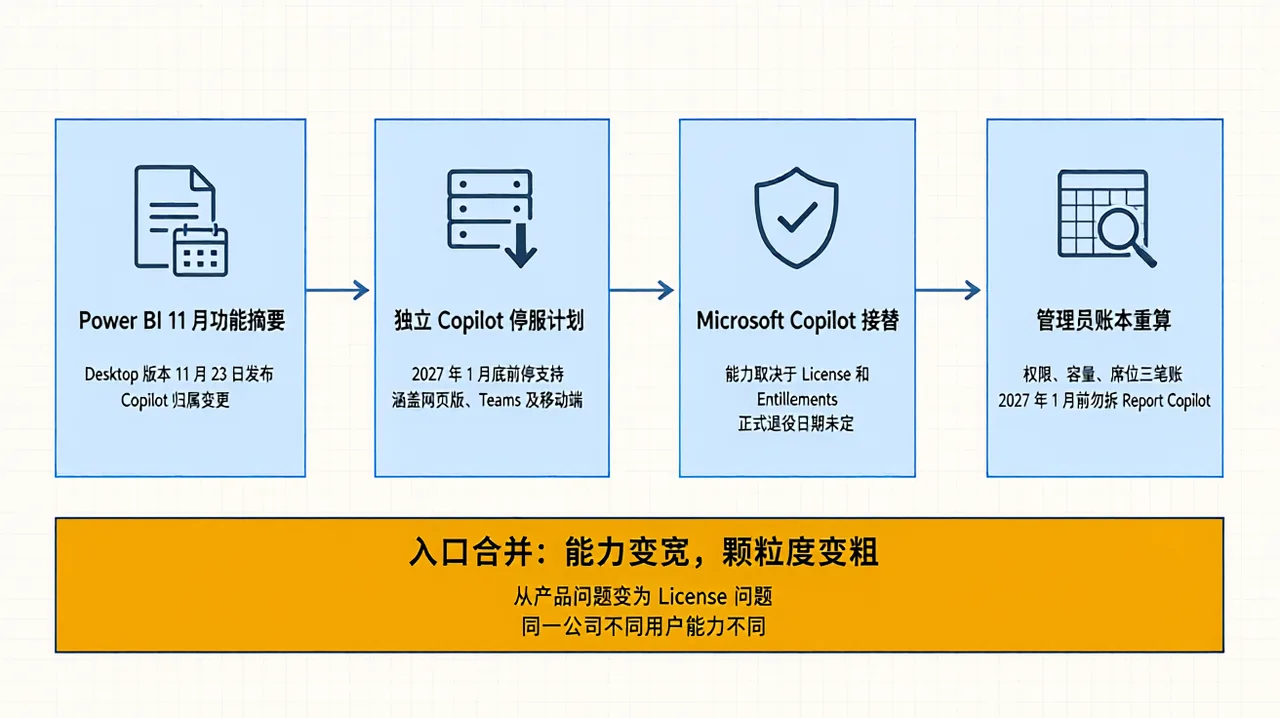 Power BI 11 月功能摘要
Desktop 版本 11 月 23 日发布
Copilot 归属变更
独立 Copilot 停服计划
2027 年 1 月底前停支持
涵盖网页版、Teams 及移动端
Microsoft Copilot 接替
能力取决于 License 和
Entillements
正式退役日期未定
管理员账本重算
权限、容量、席位三笔账
2027 年 1 月前勿拆 Report Copilot
入口合并：能力变宽，颗粒度变粗
从产品问题变为 License 问题
同一公司不同用户能力不同